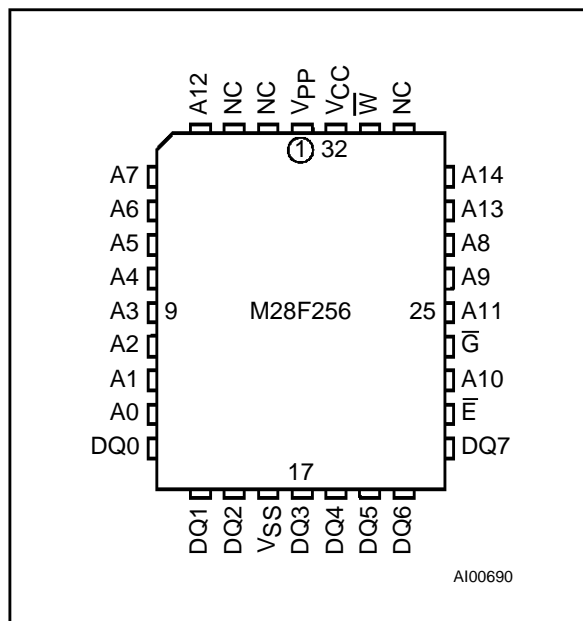 A12 NC NC VPP VCC W̅ NC
1 32
A7 A14
A6 A13
A5 A8
A4 A9
A3 9 M28F256 25 A11
A2 G̅
A1 A10
A0 E̅
DQ0 DQ7
17
DQ1 DQ2 VSS DQ3 DQ4 DQ5 DQ6
AI00690